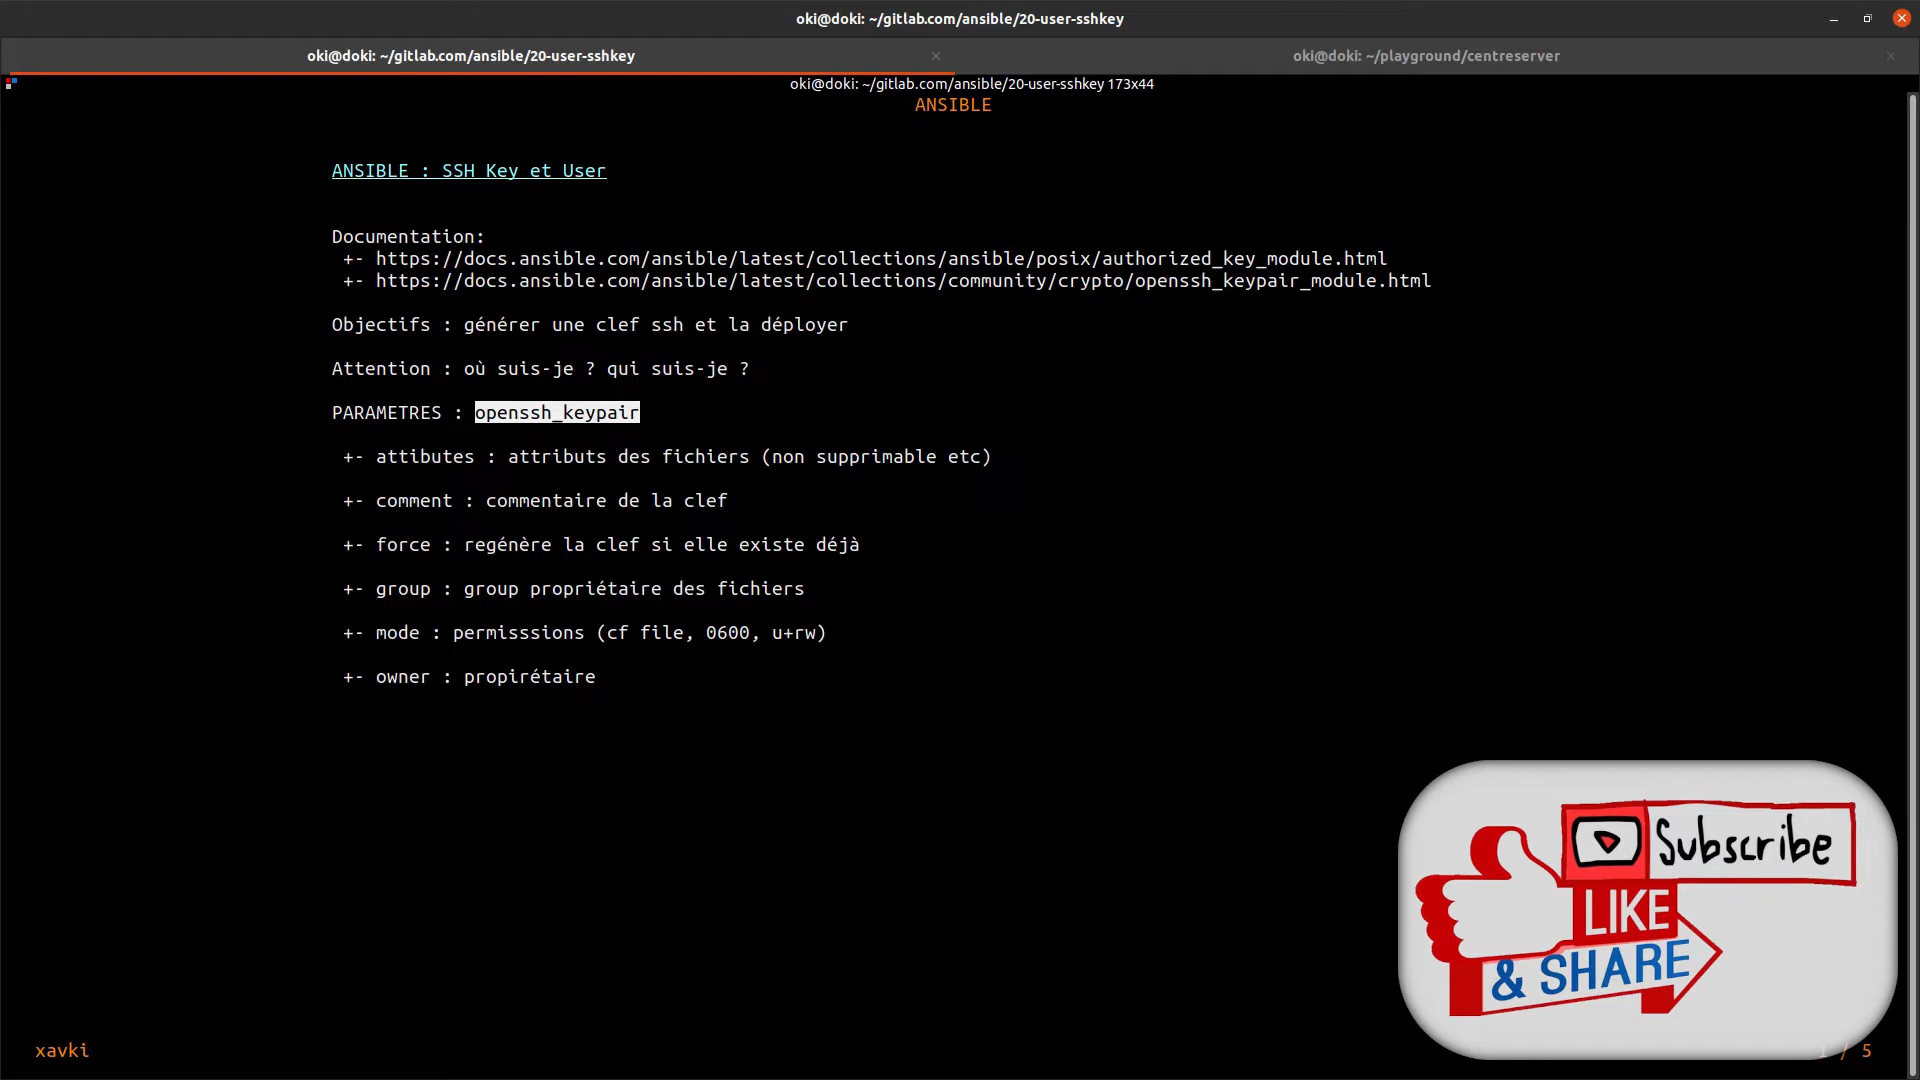 oki@doki: ~/gitlab.com/ansible/20-user-sshkey
oki@doki: ~/gitlab.com/ansible/20-user-sshkey
oki@doki: ~/playground/centreserver
oki@doki: ~/gitlab.com/ansible/20-user-sshkey 173x44
ANSIBLE
ANSIBLE : SSH Key et User
Documentation:
+- https://docs.ansible.com/ansible/latest/collections/ansible/posix/authorized_key_module.html
+- https://docs.ansible.com/ansible/latest/collections/community/crypto/openssh_keypair_module.html
Objectifs : générer une clef ssh et la déployer
Attention : où suis-je ? qui suis-je ?
PARAMETRES : openssh_keypair
+- attibutes : attributs des fichiers (non supprimable etc)
+- comment : commentaire de la clef
+- force : regénère la clef si elle existe déjà
+- group : group propriétaire des fichiers
+- mode : permisssions (cf file, 0600, u+rw)
+- owner : propirétaire
Subscribe
LIKE
& SHARE
xavki
1 / 5